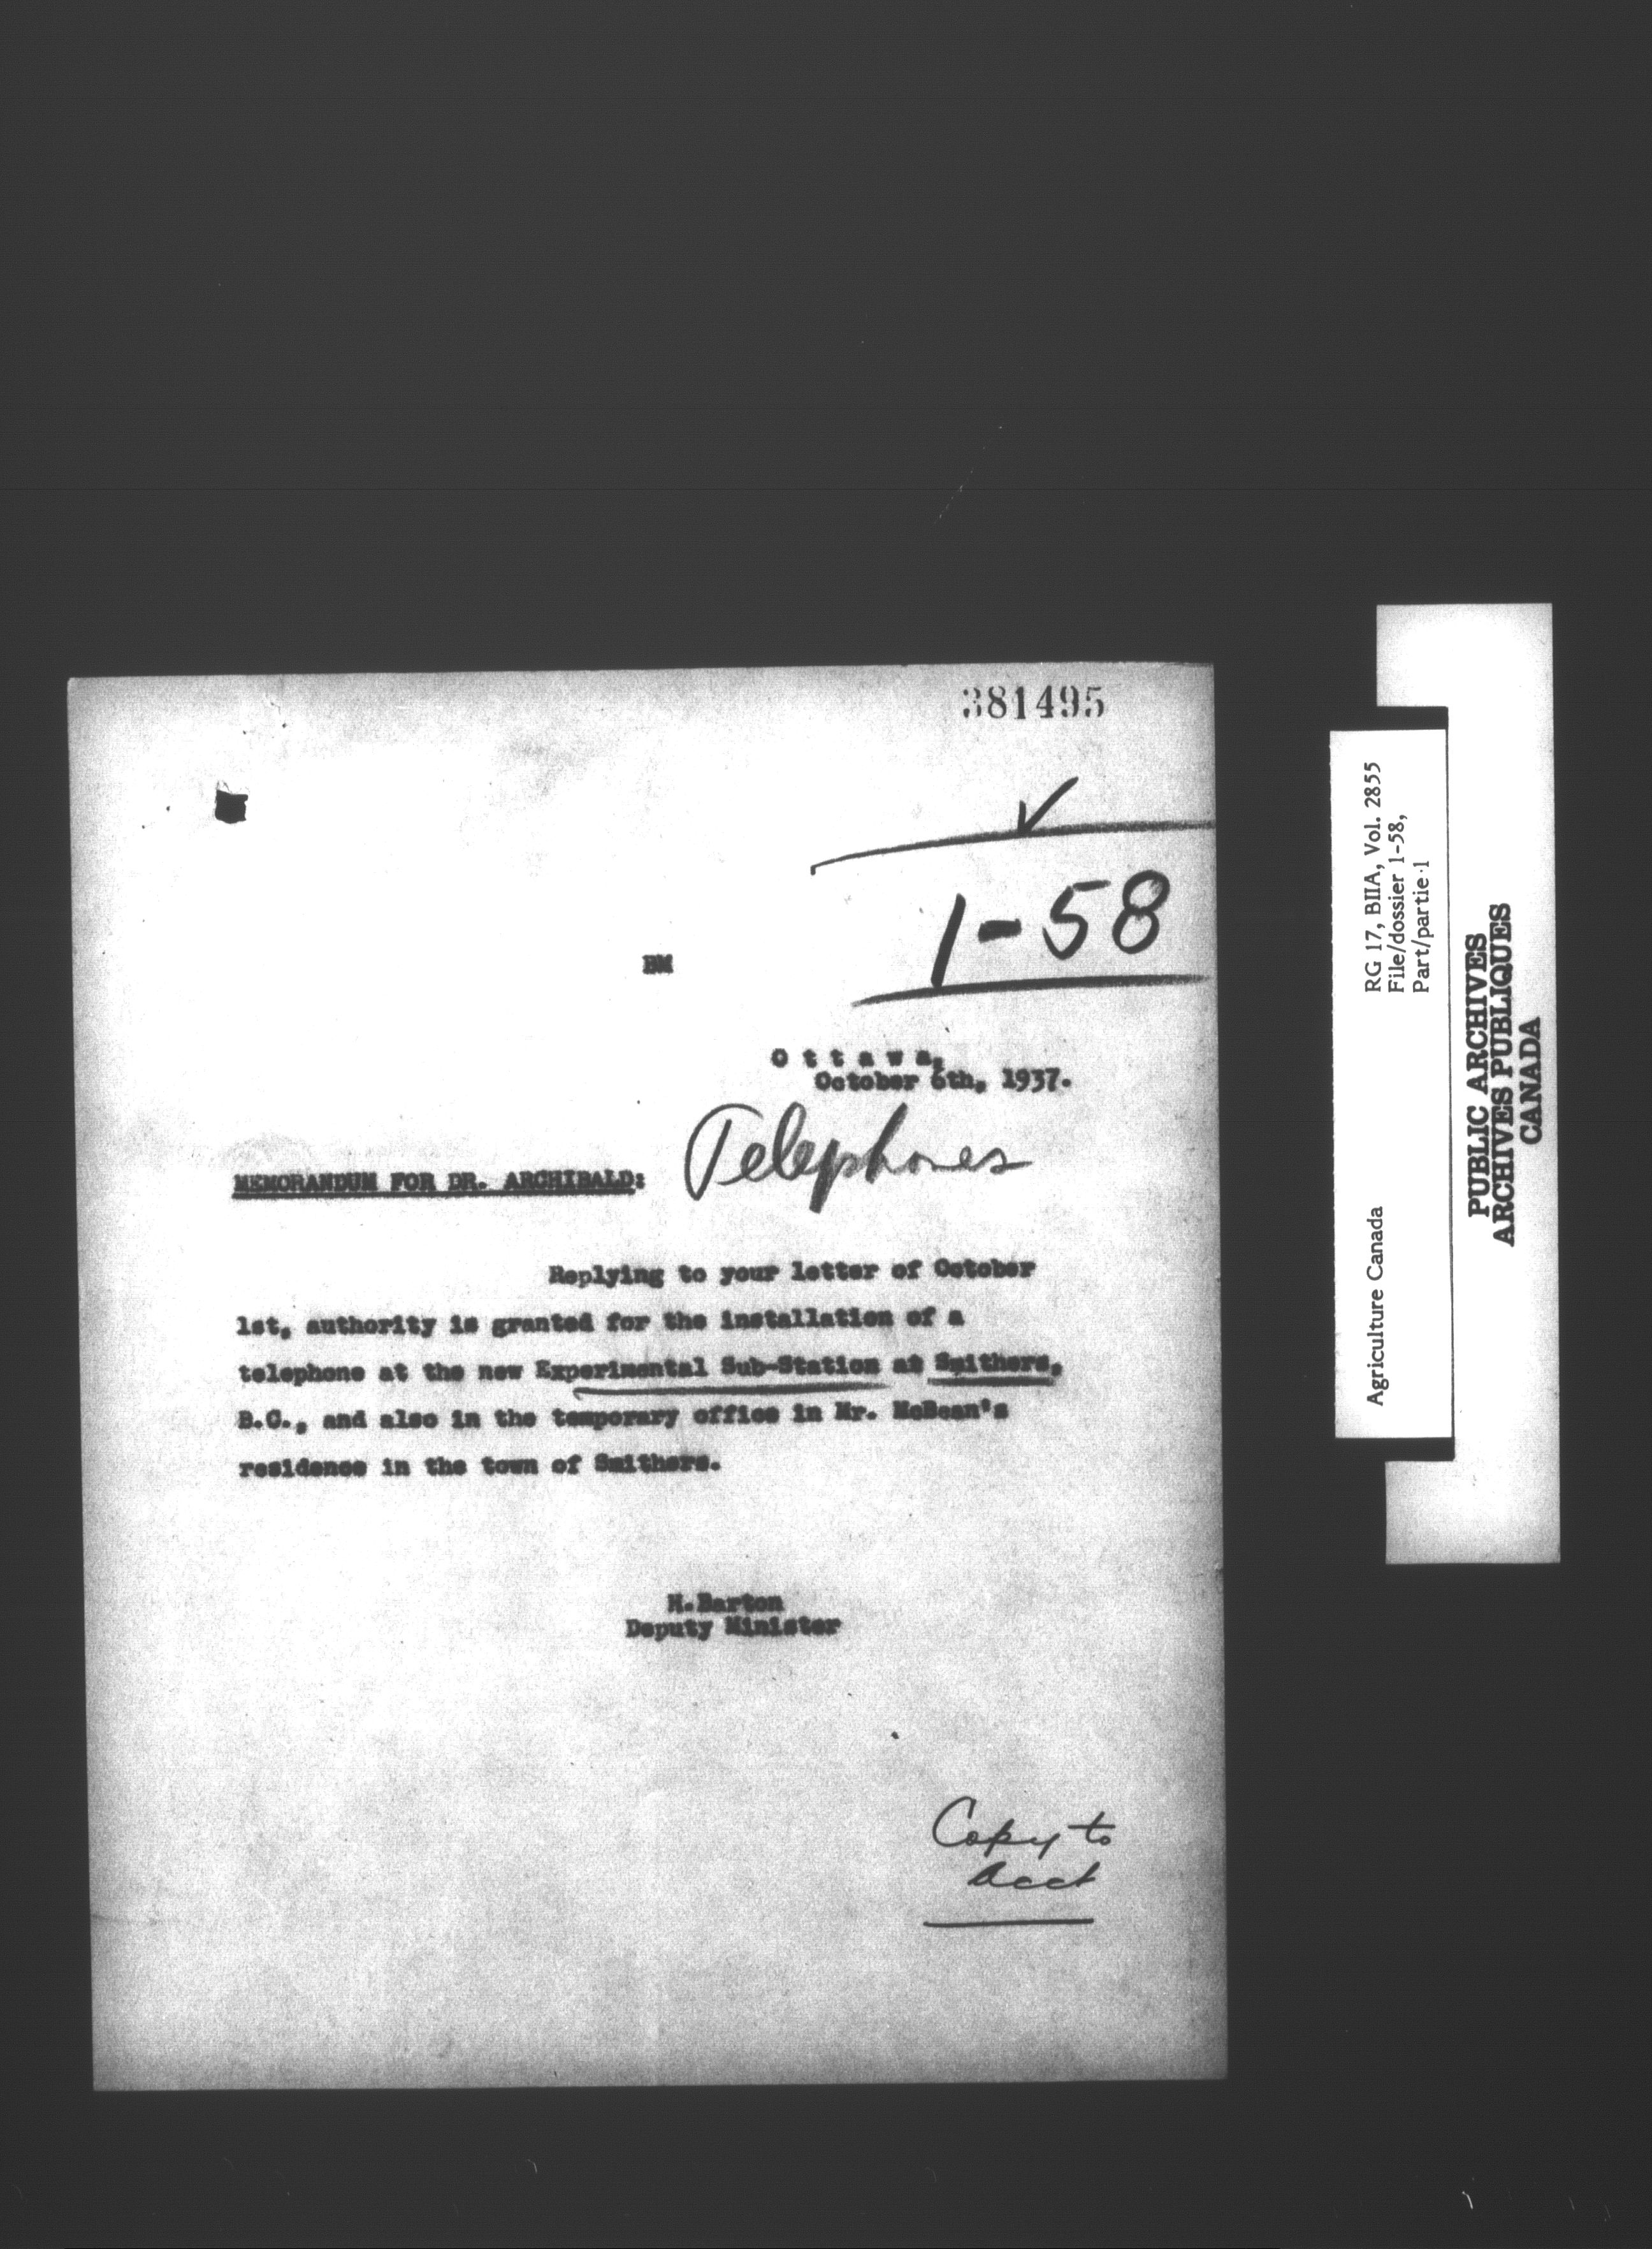 381495
1-58
BM
Ottawa,
October 6th, 1937.
Telephones
MEMORANDUM FOR DR. ARCHIBALD:
Replying to your letter of October
1st, authority is granted for the installation of a
telephone at the new Experimental Sub-Station at Smithers,
B.C., and also in the temporary office in Mr. McBean's
residence in the town of Smithers.
H.Barton
Deputy Minister
Copy to
Acct
Agriculture Canada
RG 17, BIIA, Vol. 2855
File/dossier 1-58,
Part/partie 1
PUBLIC ARCHIVES
ARCHIVES PUBLIQUES
CANADA